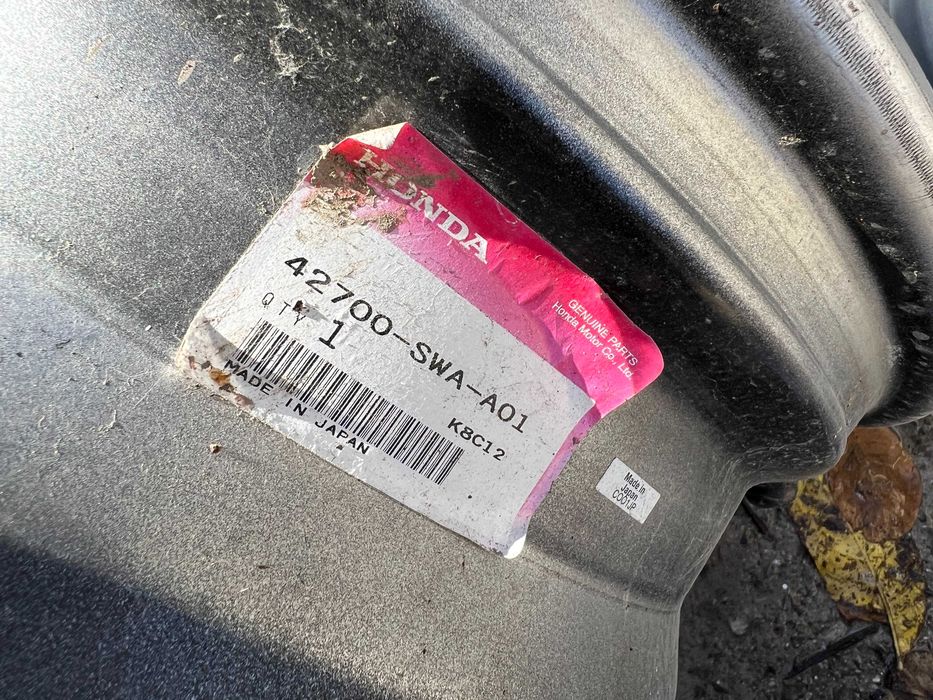 HONDA
GENUINE PARTS
Honda Motor Co., Ltd.
42700-SWA-A01
QTY 1
K8C12
MADE IN JAPAN
Made in
Japan
CO01JP